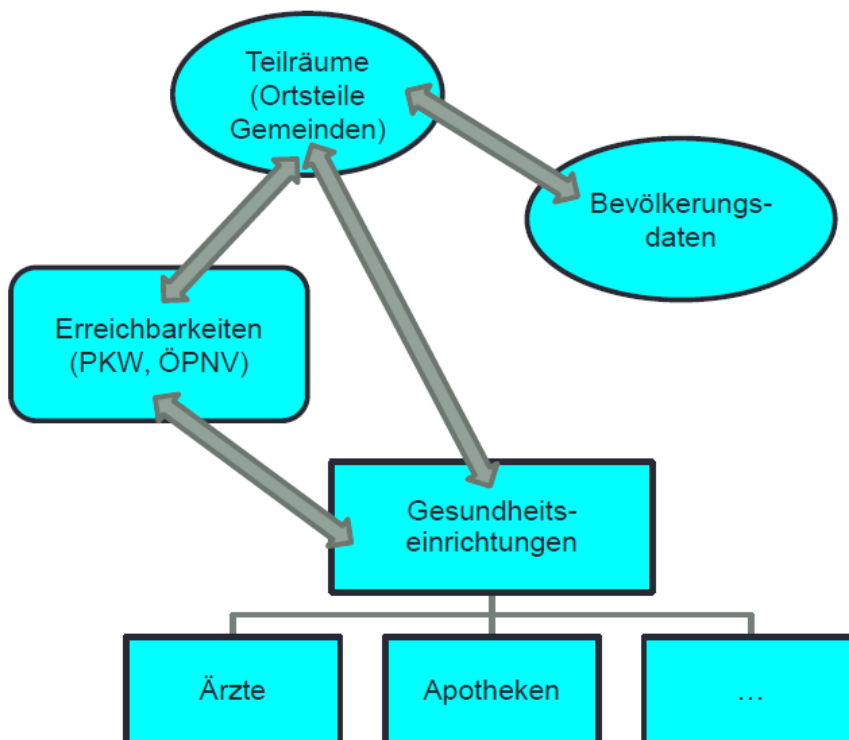 Teilräume
(Ortsteile
Gemeinden)
Bevölkerungs-
daten
Erreichbarkeiten
(PKW, ÖPNV)
Gesundheits-
einrichtungen
Ärzte
Apotheken
...